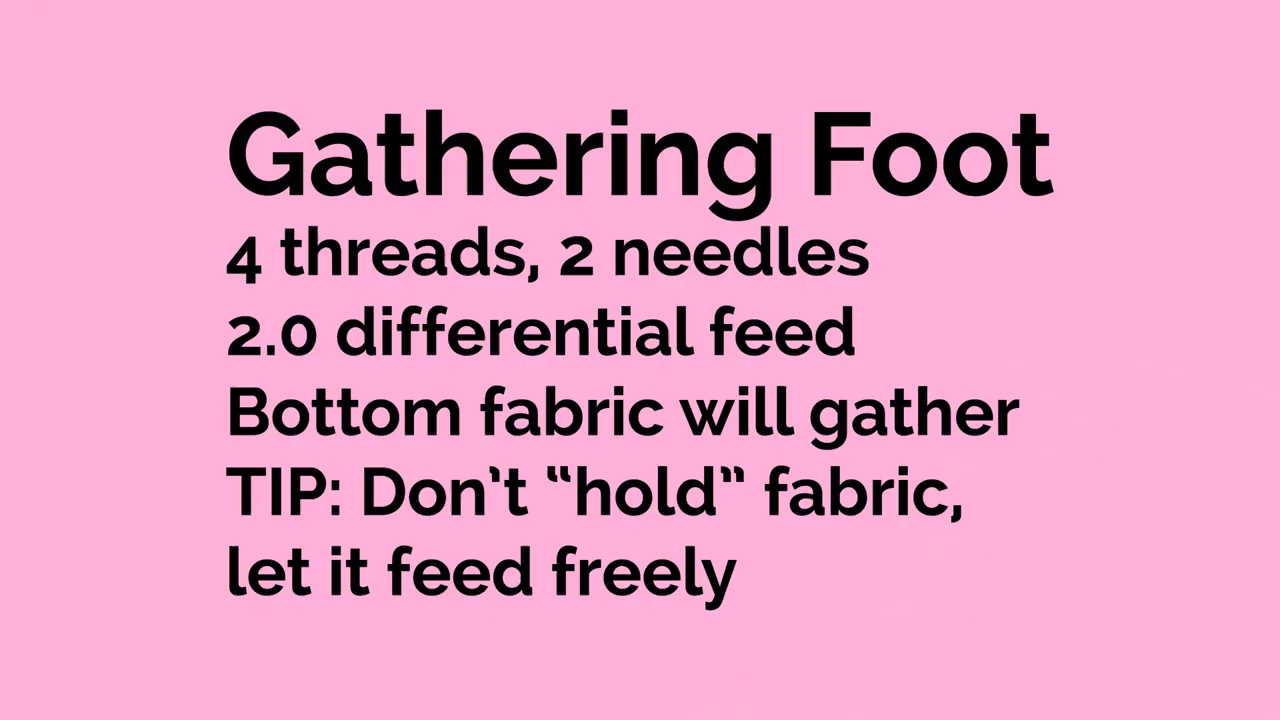 Gathering Foot
4 threads, 2 needles
2.0 differential feed
Bottom fabric will gather
TIP: Don’t “hold” fabric,
let it feed freely